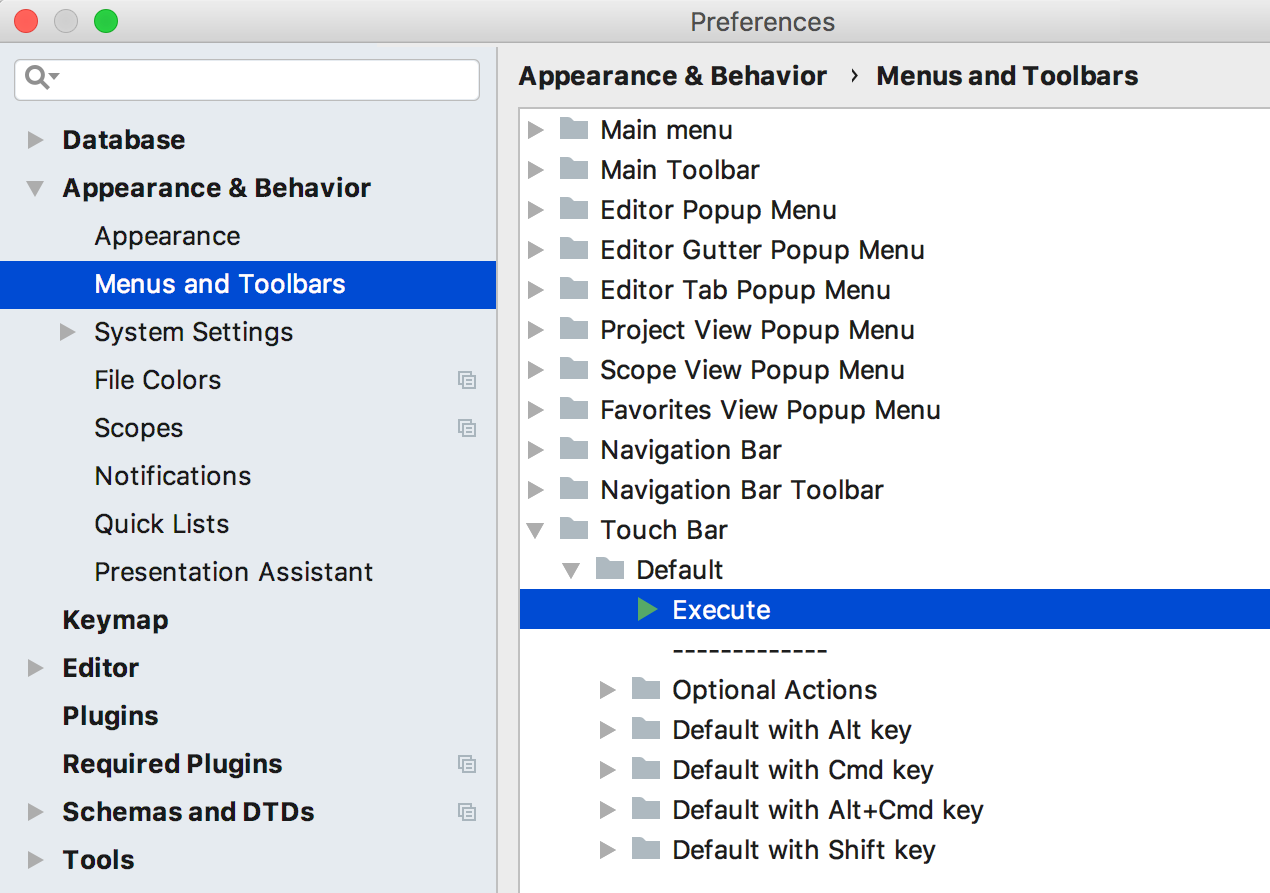 Preferences
Database
Appearance & Behavior
Appearance
Menus and Toolbars
System Settings
File Colors
Scopes
Notifications
Quick Lists
Presentation Assistant
Keymap
Editor
Plugins
Required Plugins
Schemas and DTDs
Tools
Appearance & Behavior › Menus and Toolbars
Main menu
Main Toolbar
Editor Popup Menu
Editor Gutter Popup Menu
Editor Tab Popup Menu
Project View Popup Menu
Scope View Popup Menu
Favorites View Popup Menu
Navigation Bar
Navigation Bar Toolbar
Touch Bar
Default
Execute
-------------
Optional Actions
Default with Alt key
Default with Cmd key
Default with Alt+Cmd key
Default with Shift key